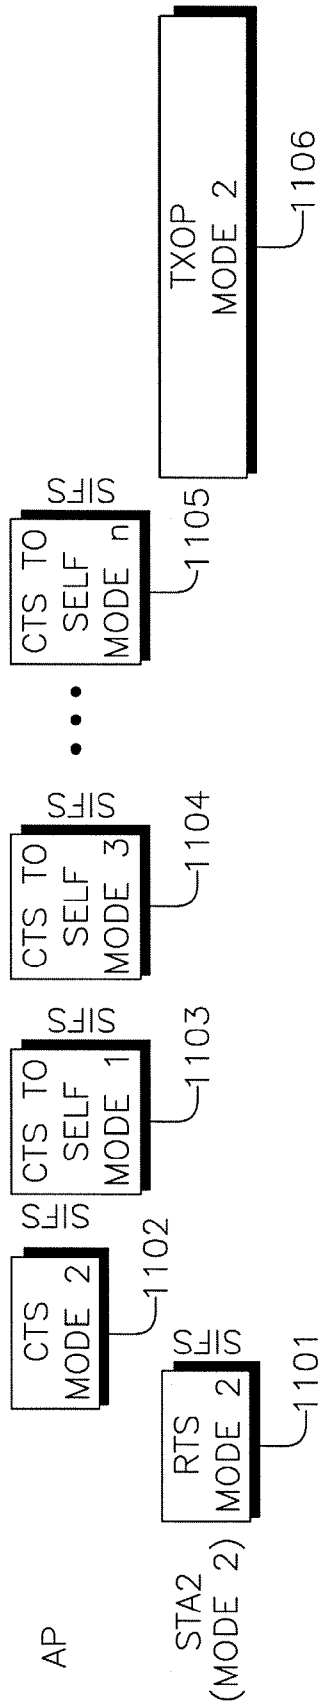 AP
CTS
MODE 2
SIFS
1102
CTS TO
SELF
MODE 1
SIFS
1103
CTS TO
SELF
MODE 3
SIFS
1104
• • •
CTS TO
SELF
MODE n
SIFS
1105
STA2
(MODE 2)
RTS
MODE 2
SIFS
1101
TXOP
MODE 2
1106